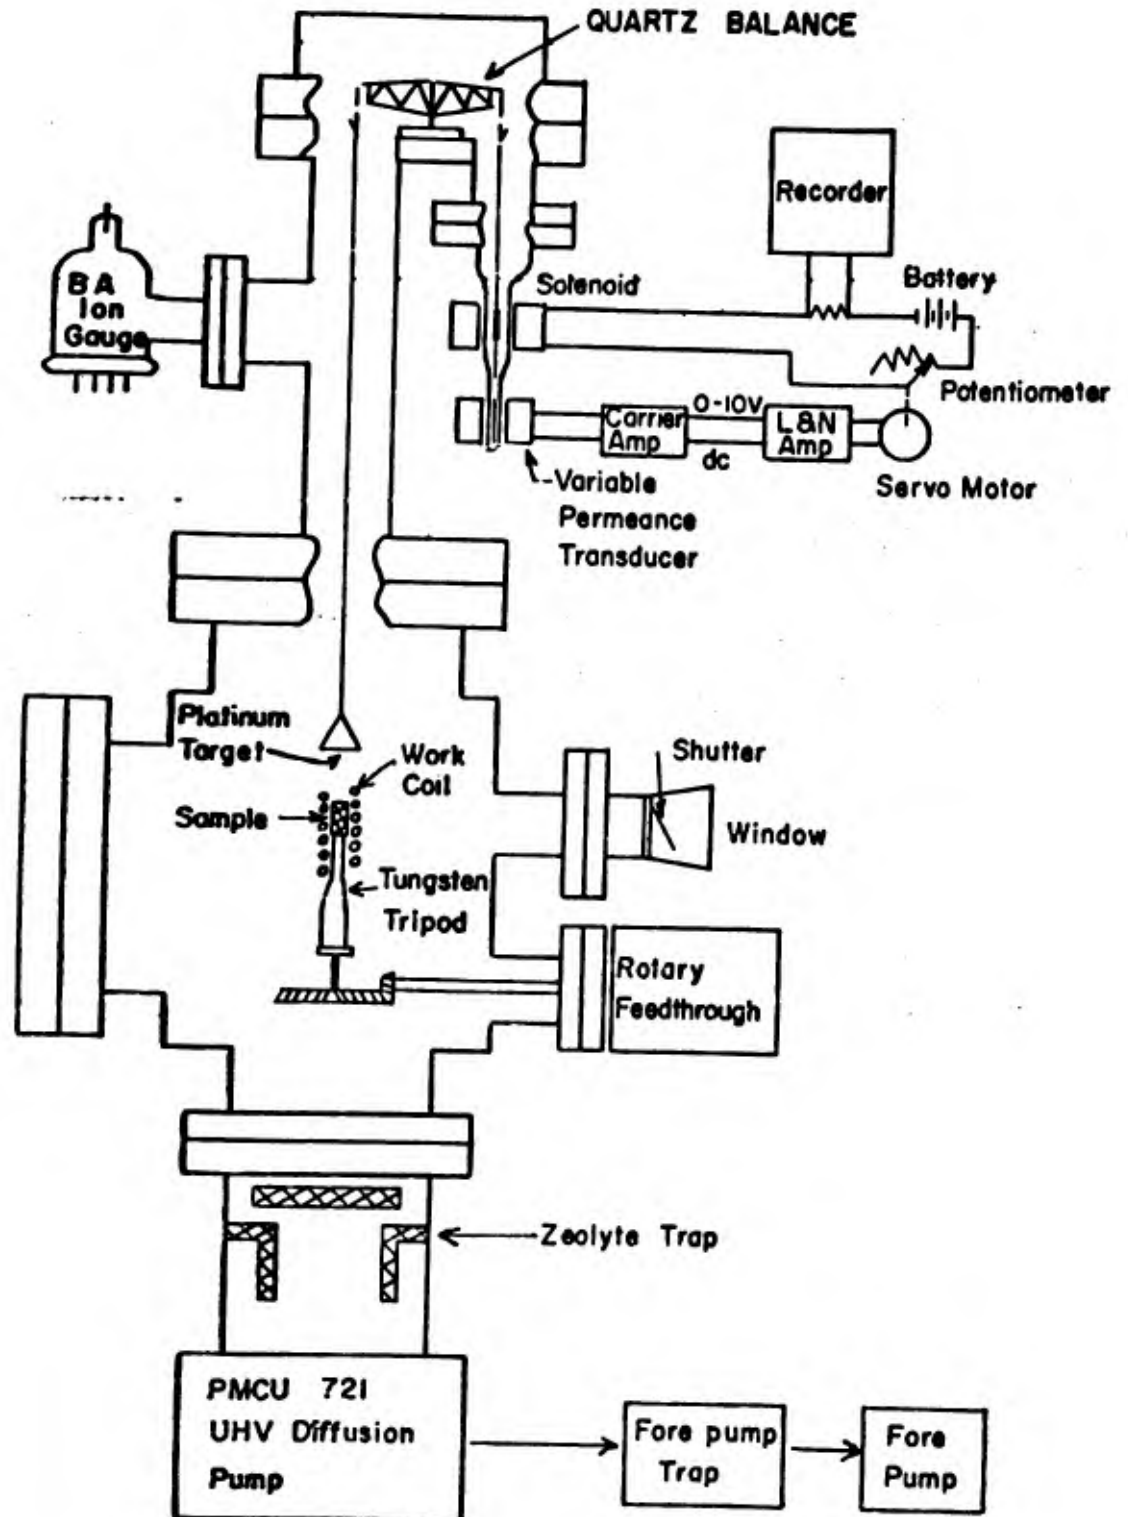 QUARTZ BALANCE
Recorder
BA
Ion
Gauge
Solenoid
Battery
Potentiometer
Carrier
Amp
0-10V
dc
L&N
Amp
Servo Motor
Variable
Permeance
Transducer
Platinum
Target
Work
Coil
Shutter
Sample
Window
Tungsten
Tripod
Rotary
Feedthrough
Zeolyte Trap
PMCU 721
UHV Diffusion
Pump
Fore pump
Trap
Fore
Pump